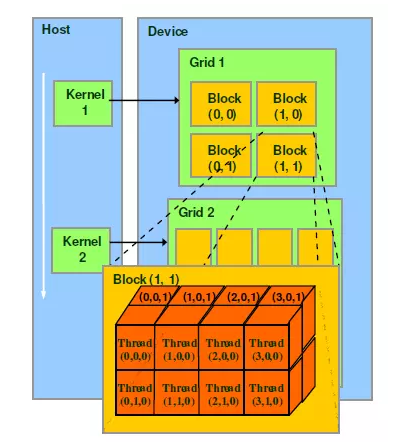 Host
Device
Grid 1
Kernel
1
Block
(0, 0)
Block
(1, 0)
Block
(0, 1)
Block
(1, 1)
Grid 2
Kernel
2
Block (1, 1)
(0,0,1) (1,0,1) (2,0,1) (3,0,1)
Thread Thread Thread Thread
(0,0,0) (1,0,0) (2,0,0) (3,0,0)
Thread Thread Thread Thread
(0,1,0) (1,1,0) (2,1,0) (3,1,0)